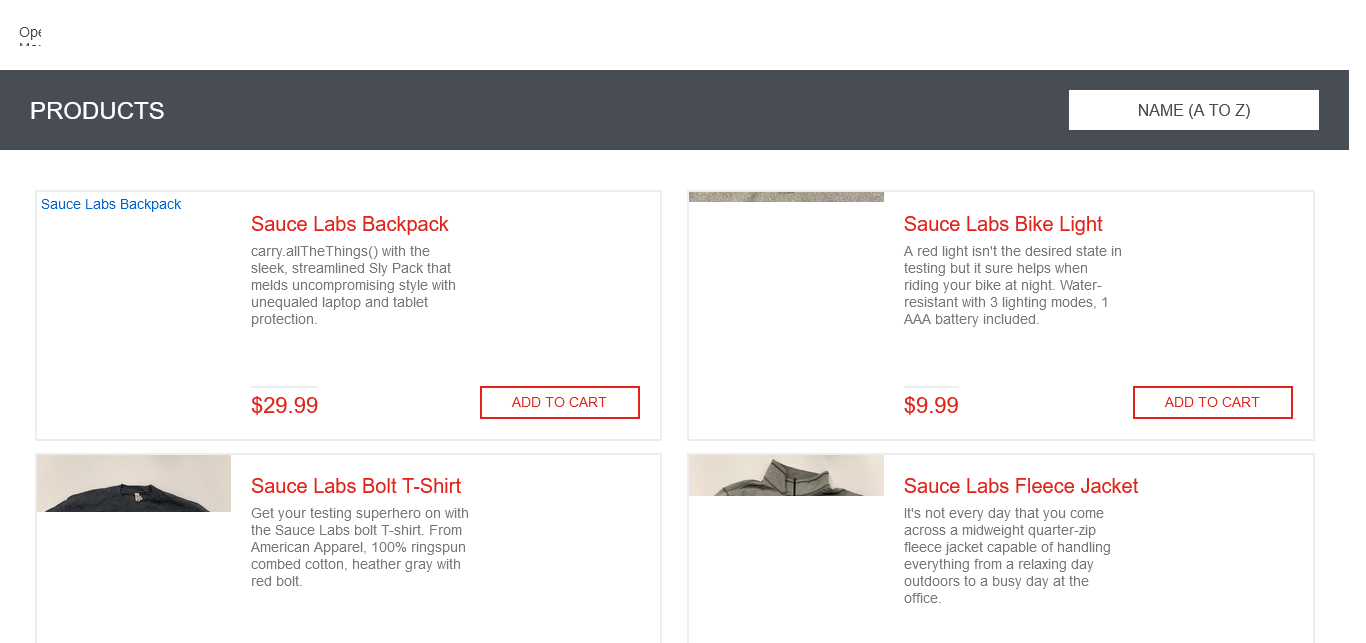 Ope
PRODUCTS
NAME (A TO Z)
Sauce Labs Backpack
Sauce Labs Backpack
carry.allTheThings() with the
sleek, streamlined Sly Pack that
melds uncompromising style with
unequaled laptop and tablet
protection.
$29.99
ADD TO CART
Sauce Labs Bike Light
A red light isn't the desired state in
testing but it sure helps when
riding your bike at night. Water-
resistant with 3 lighting modes, 1
AAA battery included.
$9.99
ADD TO CART
Sauce Labs Bolt T-Shirt
Get your testing superhero on with
the Sauce Labs bolt T-shirt. From
American Apparel, 100% ringspun
combed cotton, heather gray with
red bolt.
Sauce Labs Fleece Jacket
It's not every day that you come
across a midweight quarter-zip
fleece jacket capable of handling
everything from a relaxing day
outdoors to a busy day at the
office.